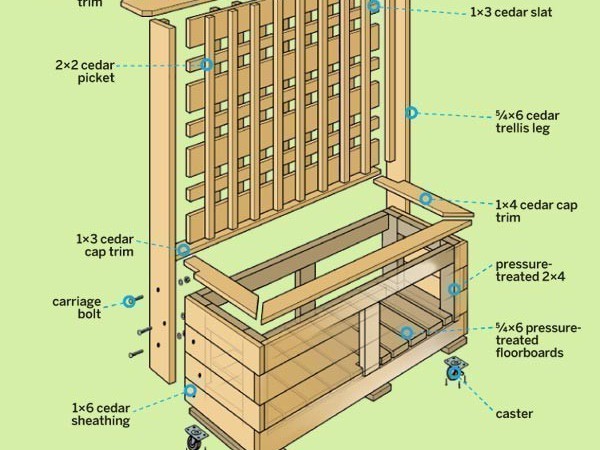 trim
1×3 cedar slat
2×2 cedar
picket
5⁄4×6 cedar
trellis leg
1×4 cedar cap
trim
1×3 cedar
cap trim
pressure-
treated 2×4
carriage
bolt
5⁄4×6 pressure-
treated
floorboards
1×6 cedar
sheathing
caster